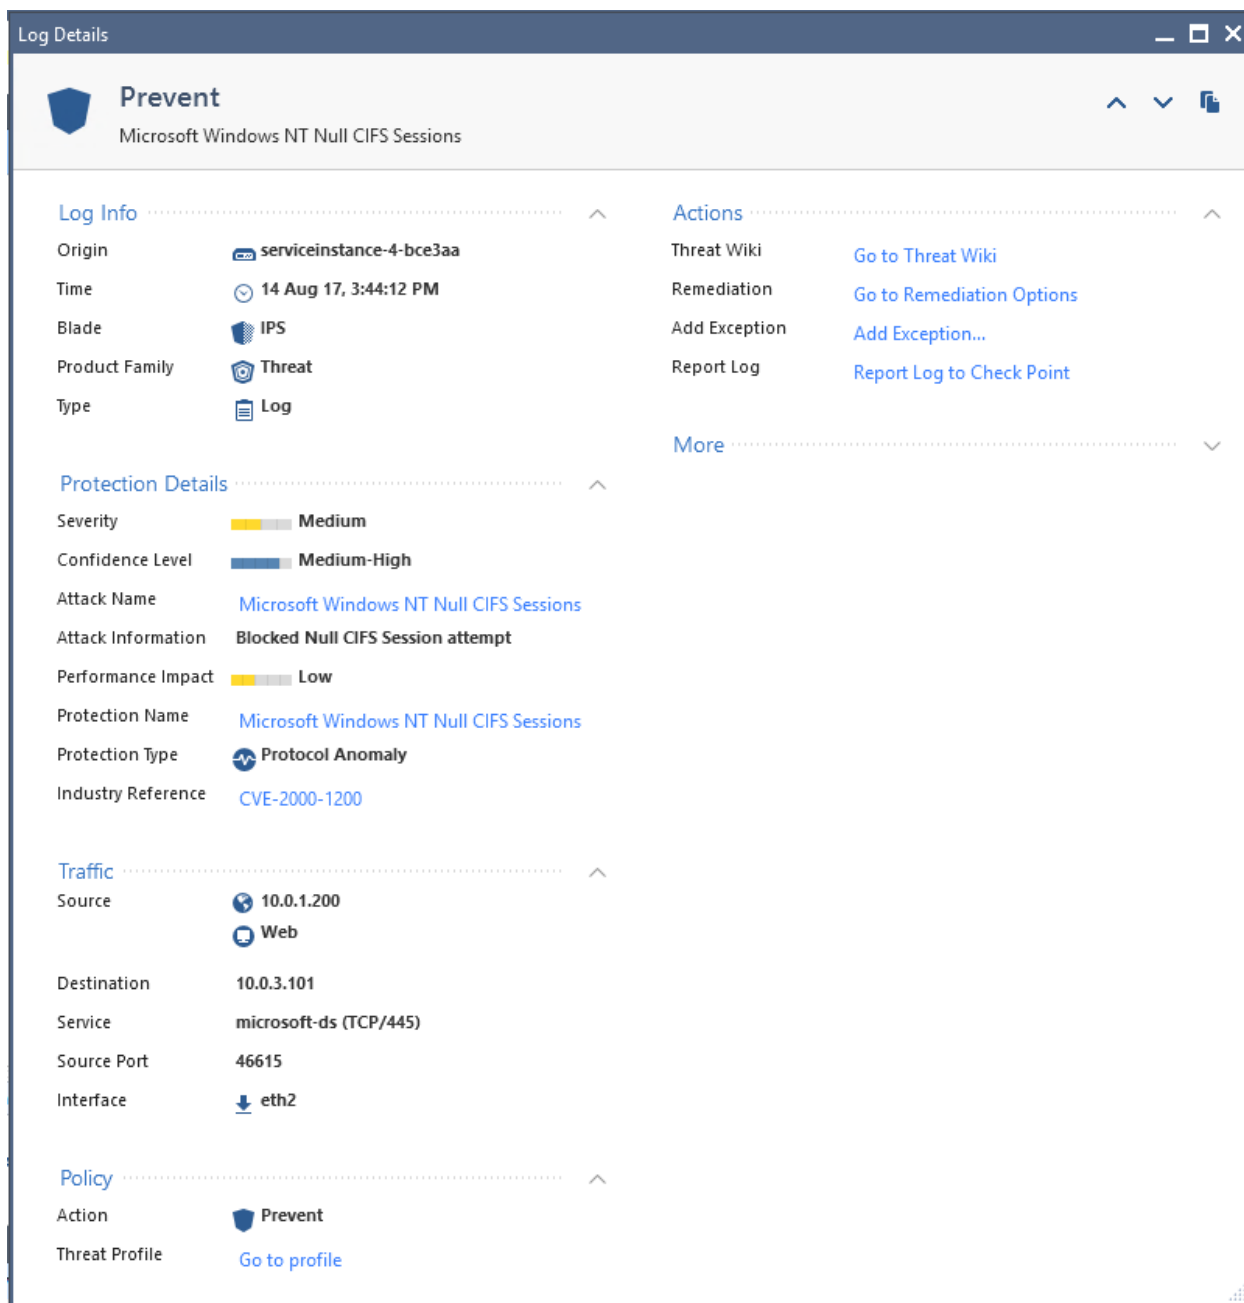 Log Details
Prevent
Microsoft Windows NT Null CIFS Sessions
Log Info
Origin serviceinstance-4-bce3aa
Time 14 Aug 17, 3:44:12 PM
Blade IPS
Product Family Threat
Type Log
Protection Details
Severity Medium
Confidence Level Medium-High
Attack Name Microsoft Windows NT Null CIFS Sessions
Attack Information Blocked Null CIFS Session attempt
Performance Impact Low
Protection Name Microsoft Windows NT Null CIFS Sessions
Protection Type Protocol Anomaly
Industry Reference CVE-2000-1200
Traffic
Source 10.0.1.200
Web
Destination 10.0.3.101
Service microsoft-ds (TCP/445)
Source Port 46615
Interface eth2
Policy
Action Prevent
Threat Profile Go to profile
Actions
Threat Wiki Go to Threat Wiki
Remediation Go to Remediation Options
Add Exception Add Exception...
Report Log Report Log to Check Point
More